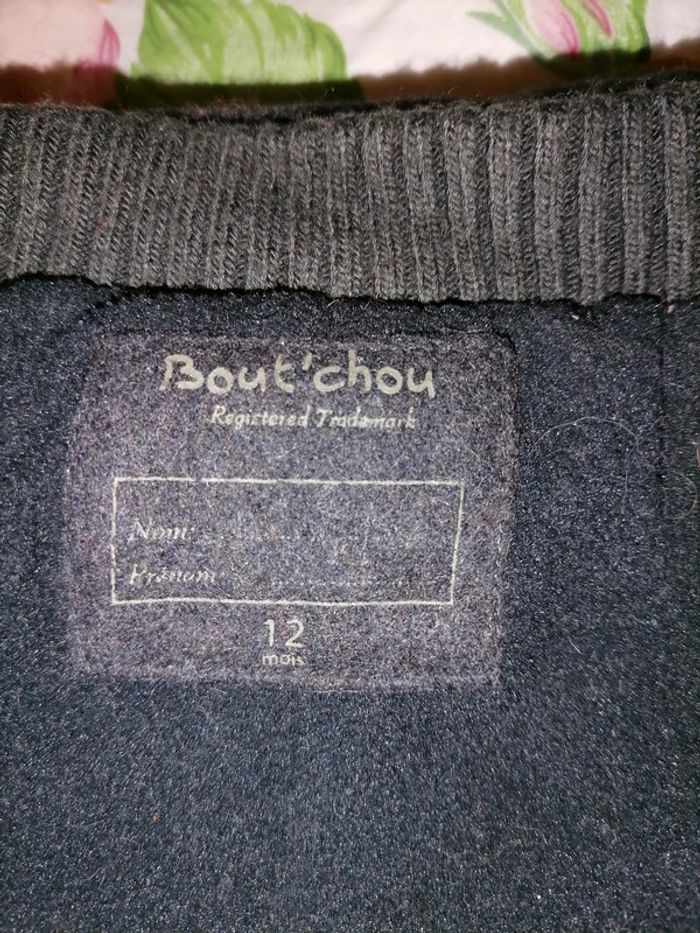 Bout'chou
Registered Trademark
Nom
Prénom
12
mois